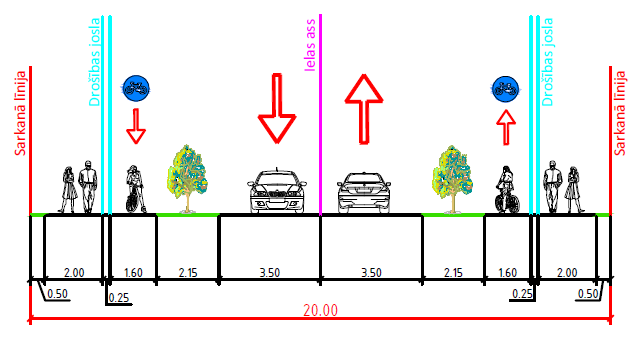 Sarkanā līnija
Drošības josla
Ielas ass
Drošības josla
Sarkanā līnija
2.00
1.60
2.15
3.50
3.50
2.15
1.60
2.00
0.50
0.25
0.25
0.50
20.00